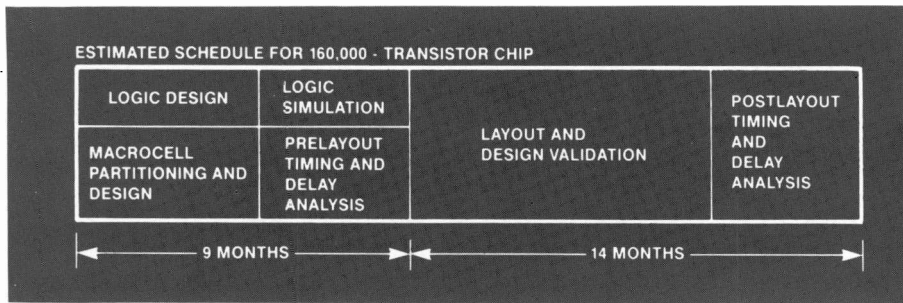 ESTIMATED SCHEDULE FOR 160,000 - TRANSISTOR CHIP
LOGIC DESIGN
LOGIC
SIMULATION
MACROCELL
PARTITIONING AND
DESIGN
PRELAYOUT
TIMING AND
DELAY
ANALYSIS
LAYOUT AND
DESIGN VALIDATION
POSTLAYOUT
TIMING
AND
DELAY
ANALYSIS
9 MONTHS
14 MONTHS